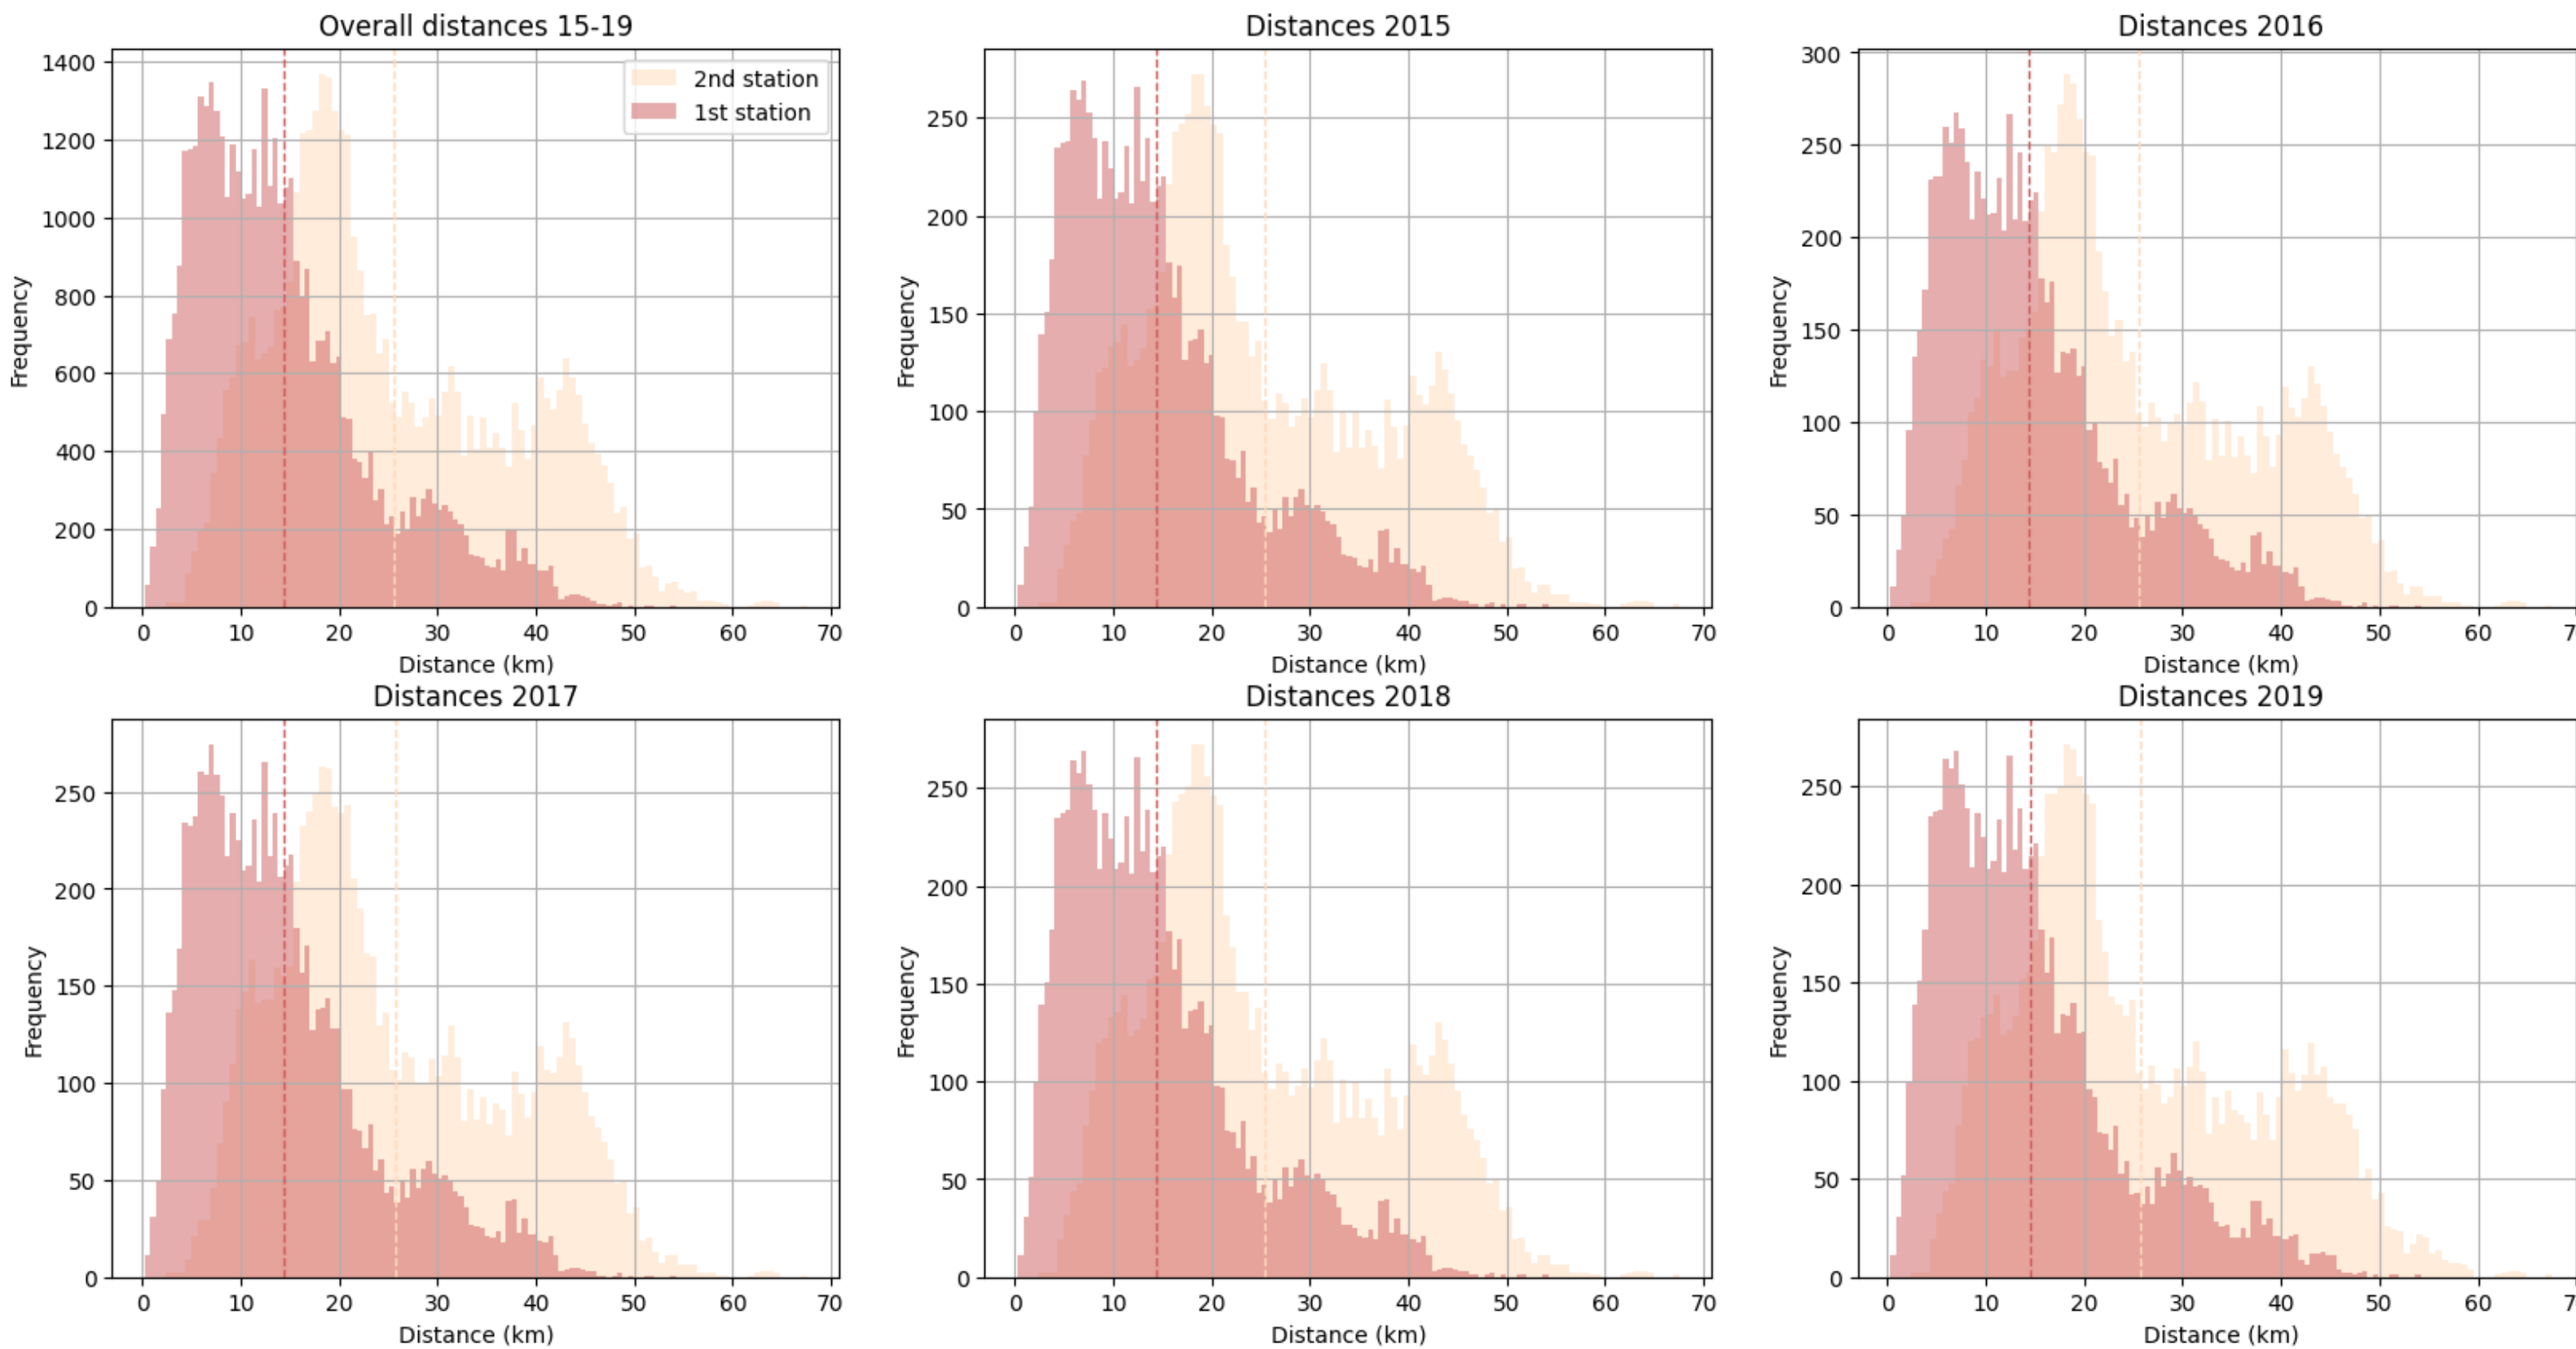 Overall distances 15-19
1400
1200
1000
800
600
400
200
0
Frequency
2nd station
1st station
0 10 20 30 40 50 60 70
Distance (km)
Distances 2015
250
200
150
100
50
0
Frequency
0 10 20 30 40 50 60 70
Distance (km)
Distances 2016
300
250
200
150
100
50
0
Frequency
0 10 20 30 40 50 60 7
Distance (km)
Distances 2017
250
200
150
100
50
0
Frequency
0 10 20 30 40 50 60 70
Distance (km)
Distances 2018
250
200
150
100
50
0
Frequency
0 10 20 30 40 50 60 70
Distance (km)
Distances 2019
250
200
150
100
50
0
Frequency
0 10 20 30 40 50 60 7
Distance (km)